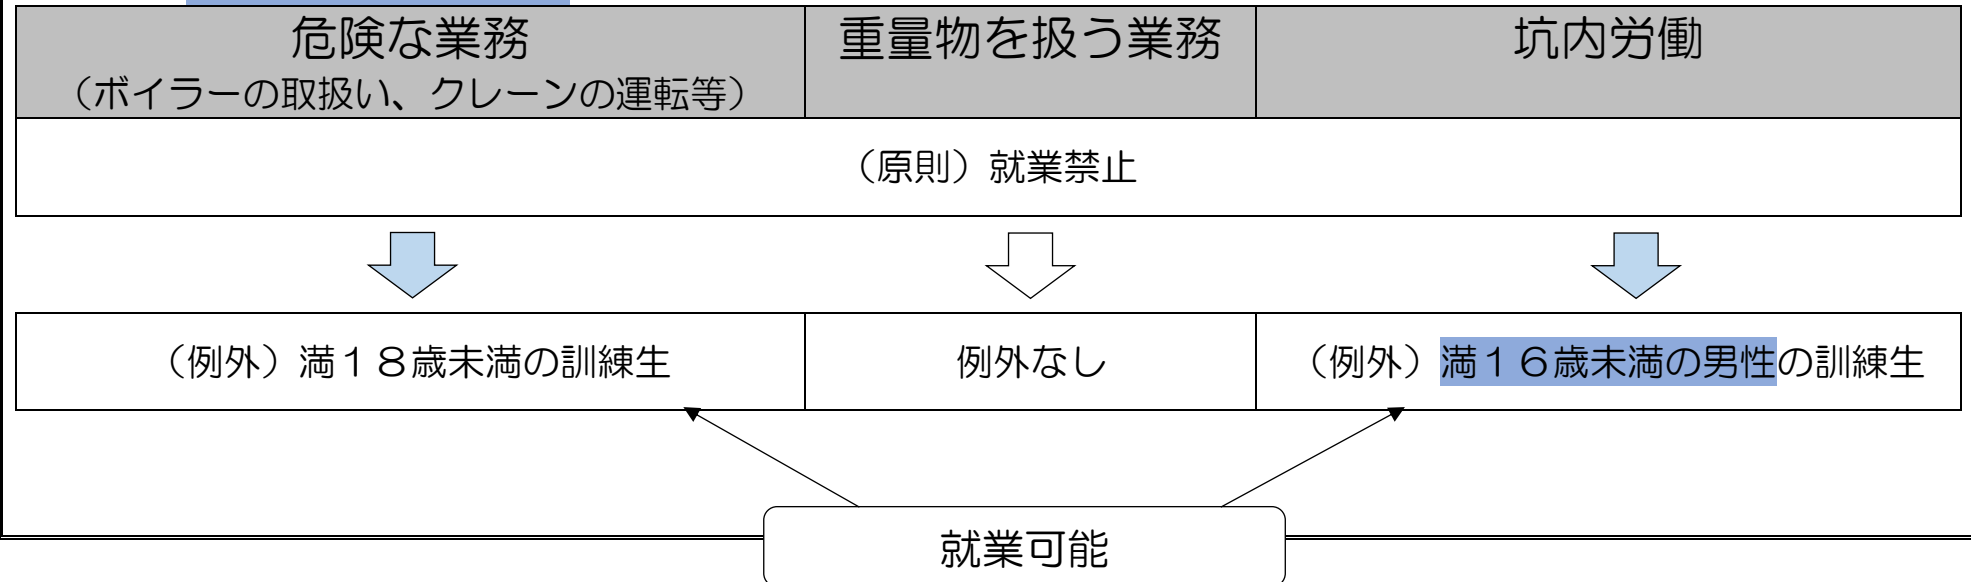 危険な業務
（ボイラーの取扱い、クレーンの運転等）
重量物を扱う業務
坑内労働
（原則）就業禁止
（例外）満１８歳未満の訓練生
例外なし
（例外）満１６歳未満の男性の訓練生
就業可能